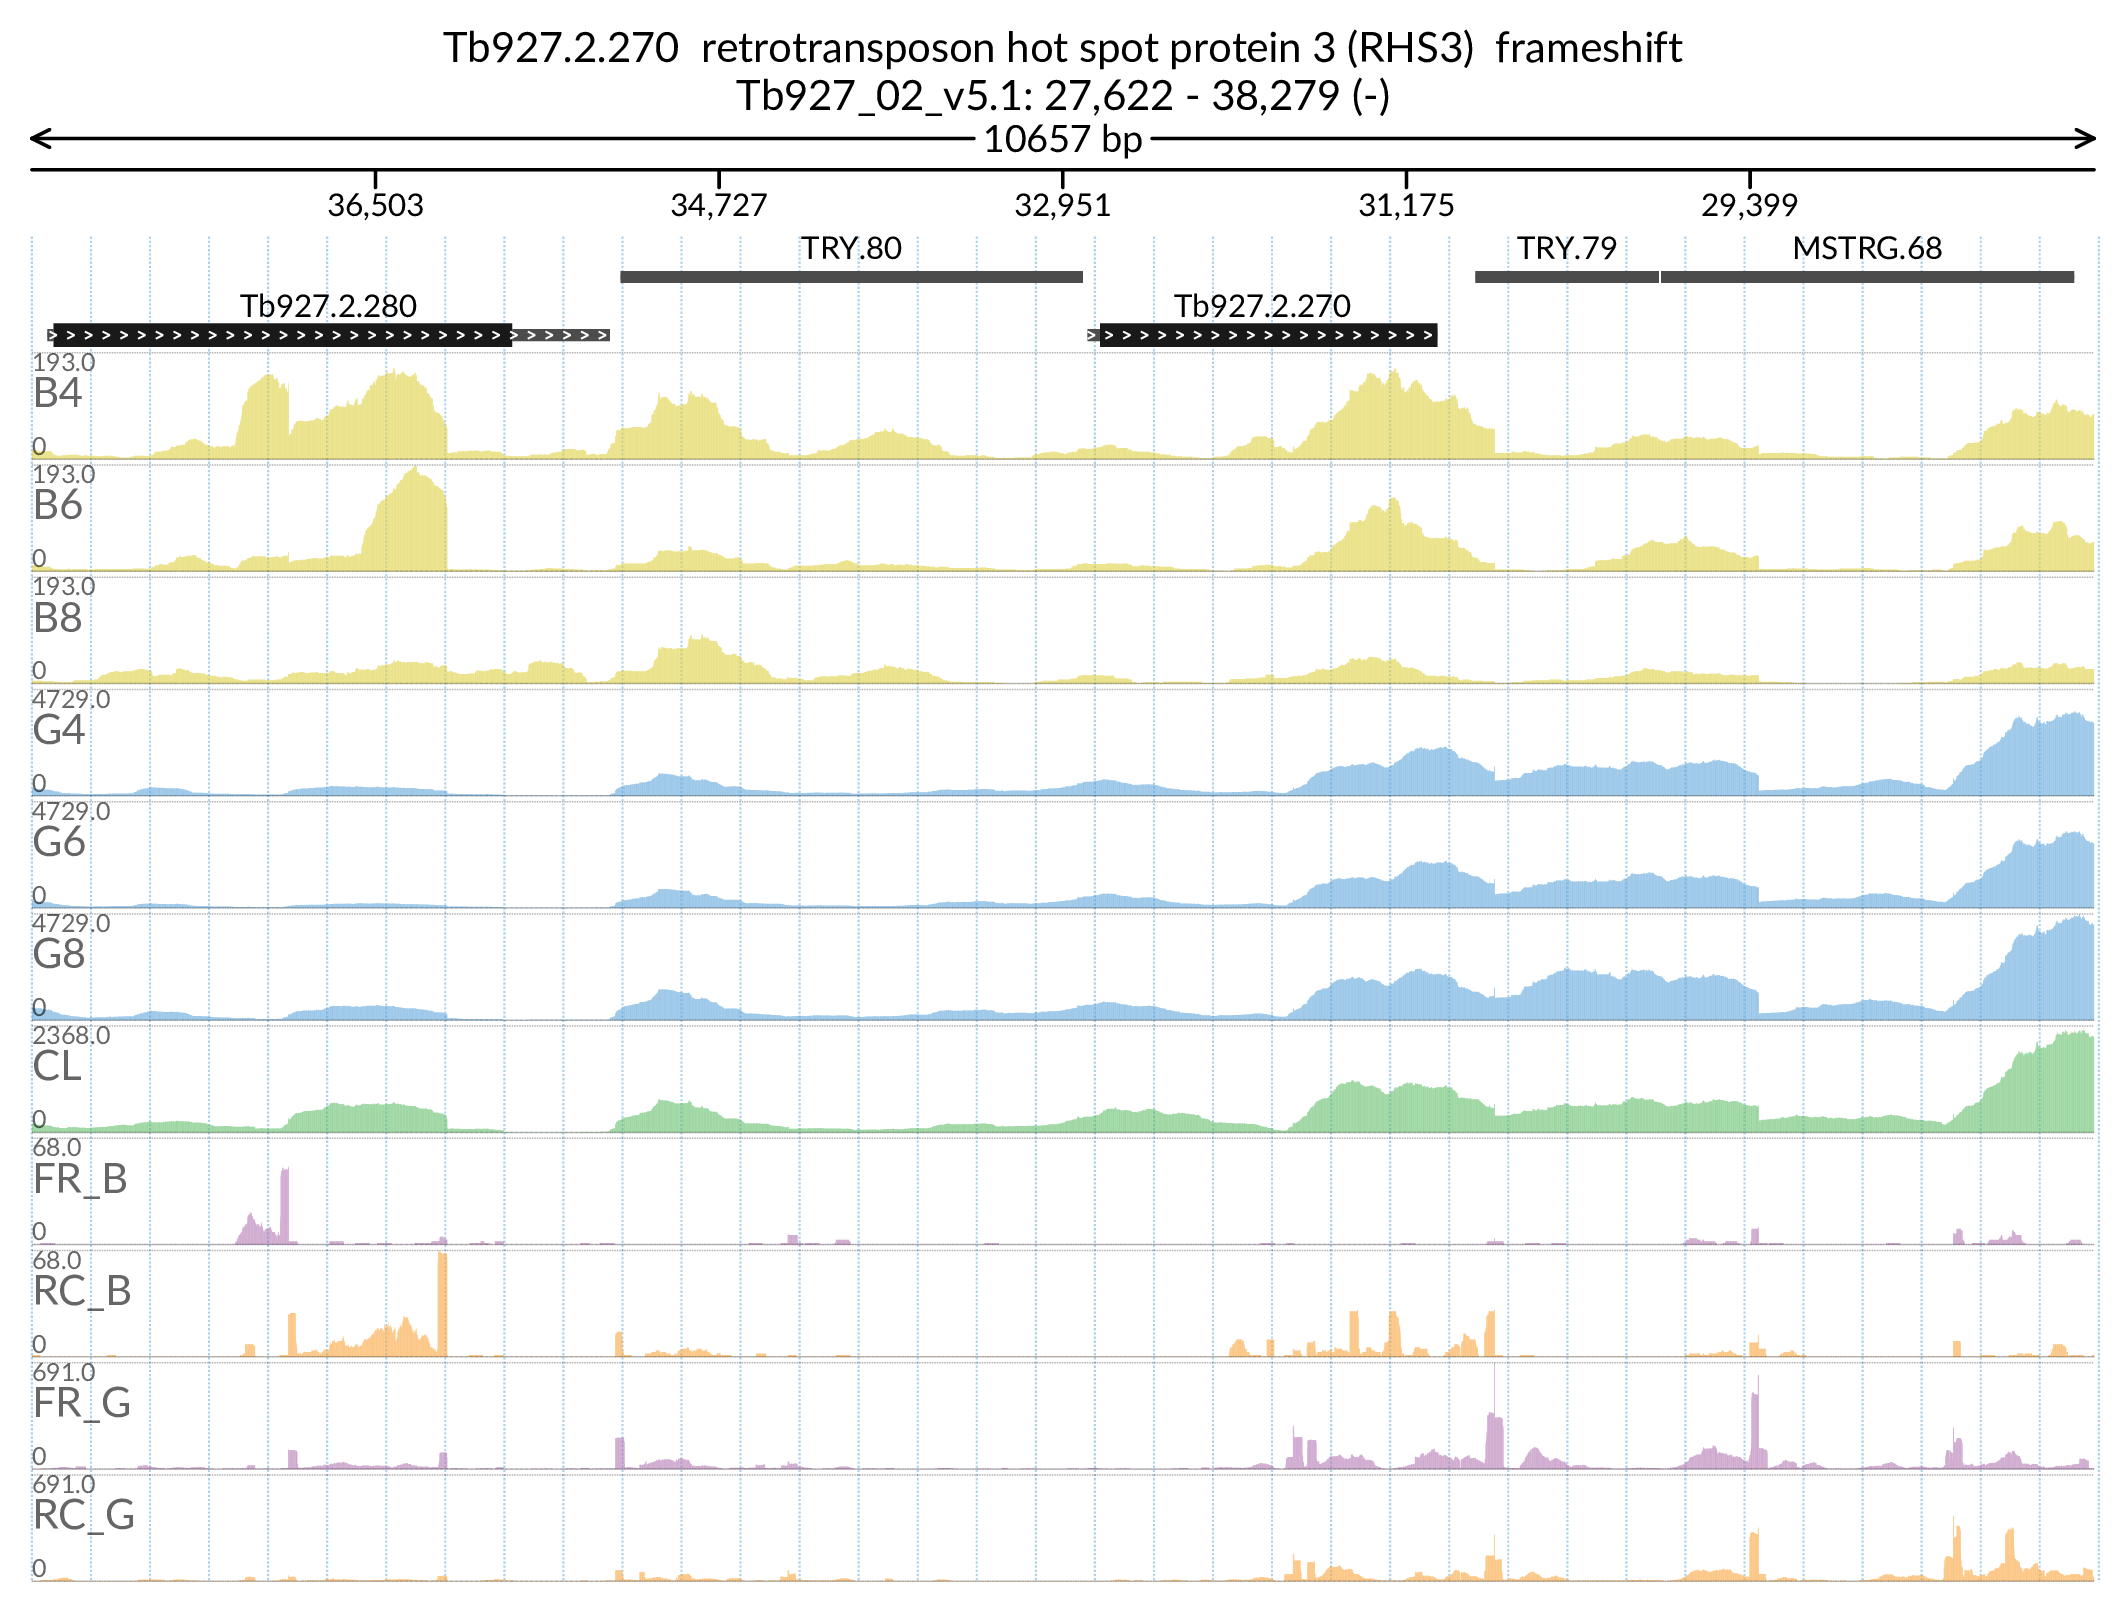 Tb927.2.270  retrotransposon hot spot protein 3 (RHS3)  frameshift
Tb927_02_v5.1: 27,622 - 38,279 (-)
10657 bp
36,503 34,727 32,951 31,175 29,399
TRY.80 TRY.79 MSTRG.68
Tb927.2.280 Tb927.2.270
193.0
B4
0
193.0
B6
0
193.0
B8
0
4729.0
G4
0
4729.0
G6
0
4729.0
G8
0
2368.0
CL
0
68.0
FR_B
0
68.0
RC_B
0
691.0
FR_G
0
691.0
RC_G
0